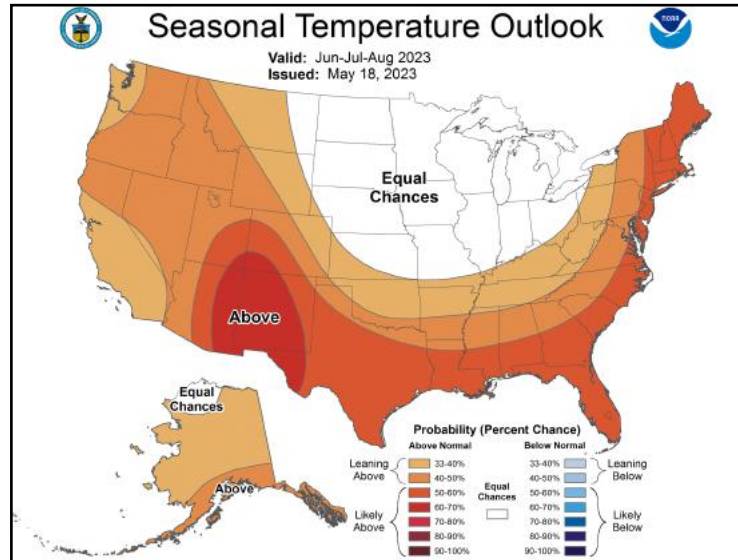 Seasonal Temperature Outlook
NOAA
Valid: Jun-Jul-Aug 2023
Issued: May 18, 2023
Equal
Chances
Above
Equal
Chances
Above
Probability (Percent Chance)
Above Normal
Below Normal
Leaning
Above
33-40%
40-50%
Likely
Above
50-60%
60-70%
70-80%
80-90%
90-100%
Equal
Chances
33-40%
40-50%
Leaning
Below
50-60%
60-70%
70-80%
80-90%
90-100%
Likely
Below